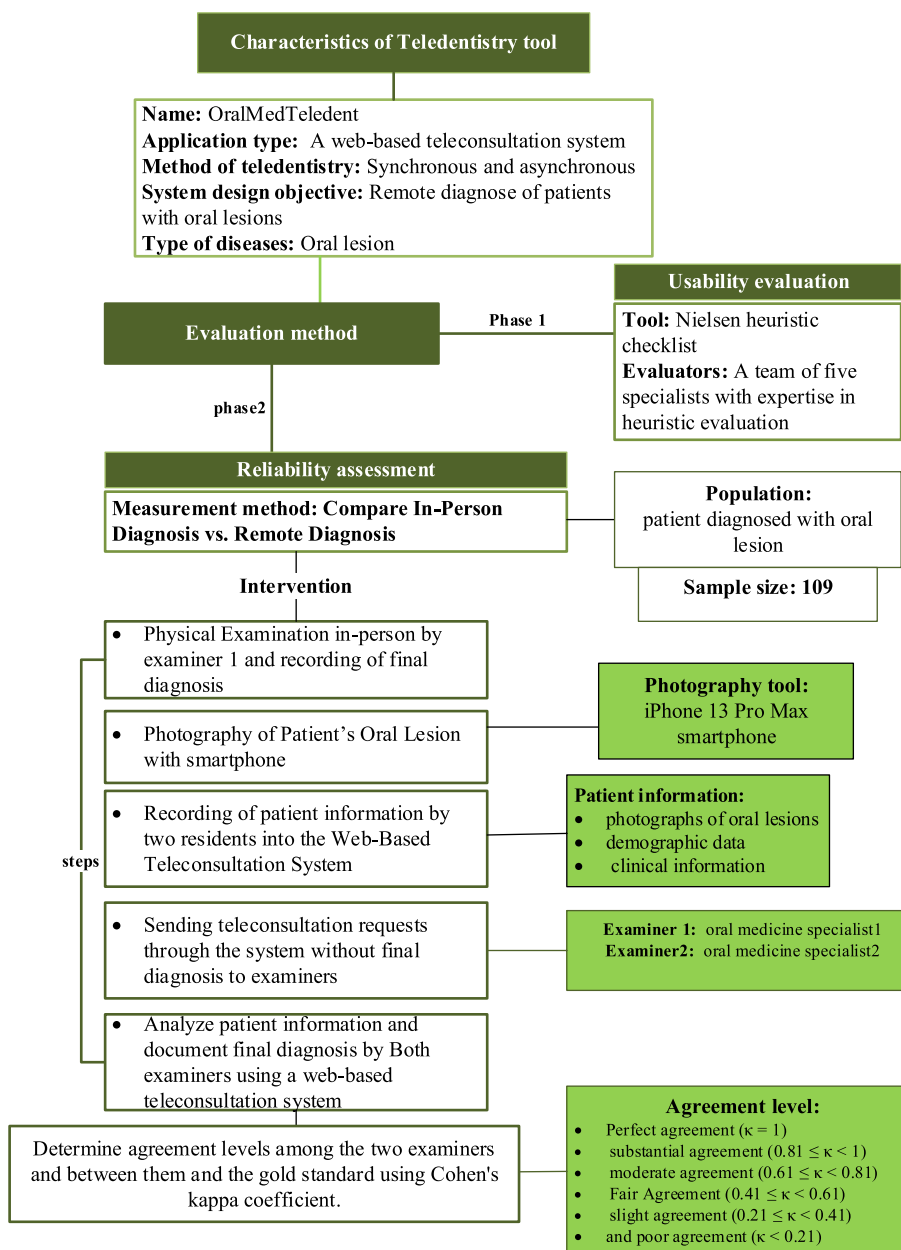 Characteristics of Teledentistry tool
Name: OralMedTeledent
Application type: A web-based teleconsultation system
Method of teledentistry: Synchronous and asynchronous
System design objective: Remote diagnose of patients
with oral lesions
Type of diseases: Oral lesion
Evaluation method
Phase 1
Usability evaluation
Tool: Nielsen heuristic
checklist
Evaluators: A team of five
specialists with expertise in
heuristic evaluation
phase2
Reliability assessment
Measurement method: Compare In-Person
Diagnosis vs. Remote Diagnosis
Population:
patient diagnosed with oral
lesion
Sample size: 109
Intervention
steps
• Physical Examination in-person by
examiner 1 and recording of final
diagnosis
• Photography of Patient's Oral Lesion
with smartphone
Photography tool:
iPhone 13 Pro Max
smartphone
• Recording of patient information by
two residents into the Web-Based
Teleconsultation System
Patient information:
• photographs of oral lesions
• demographic data
• clinical information
• Sending teleconsultation requests
through the system without final
diagnosis to examiners
Examiner 1: oral medicine specialist1
Examiner2: oral medicine specialist2
• Analyze patient information and
document final diagnosis by Both
examiners using a web-based
teleconsultation system
Determine agreement levels among the two examiners
and between them and the gold standard using Cohen's
kappa coefficient.
Agreement level:
• Perfect agreement (κ = 1)
• substantial agreement (0.81 ≤ κ < 1)
• moderate agreement (0.61 ≤ κ < 0.81)
• Fair Agreement (0.41 ≤ κ < 0.61)
• slight agreement (0.21 ≤ κ < 0.41)
• and poor agreement (κ < 0.21)